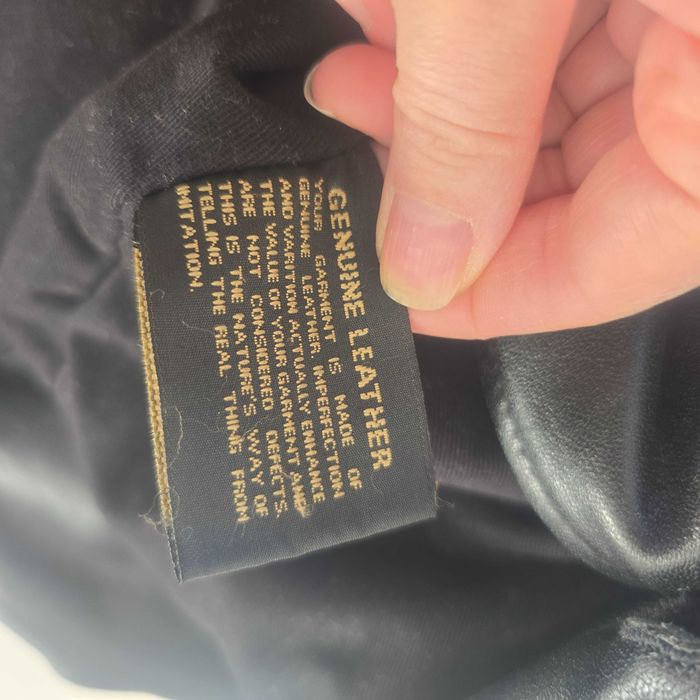 GENUINE LEATHER
YOUR GARMENT IS MADE OF
GENUINE LEATHER. IMPERFECTION
AND VARITION ACTUALLY ENHANCE
THE VALUE OF YOUR GARMENT AND
ARE NOT CONSIDERED DEFECTS.
THIS IS THE NATURE'S WAY OF
TELLING THE REAL THING FROM
IMITATION.